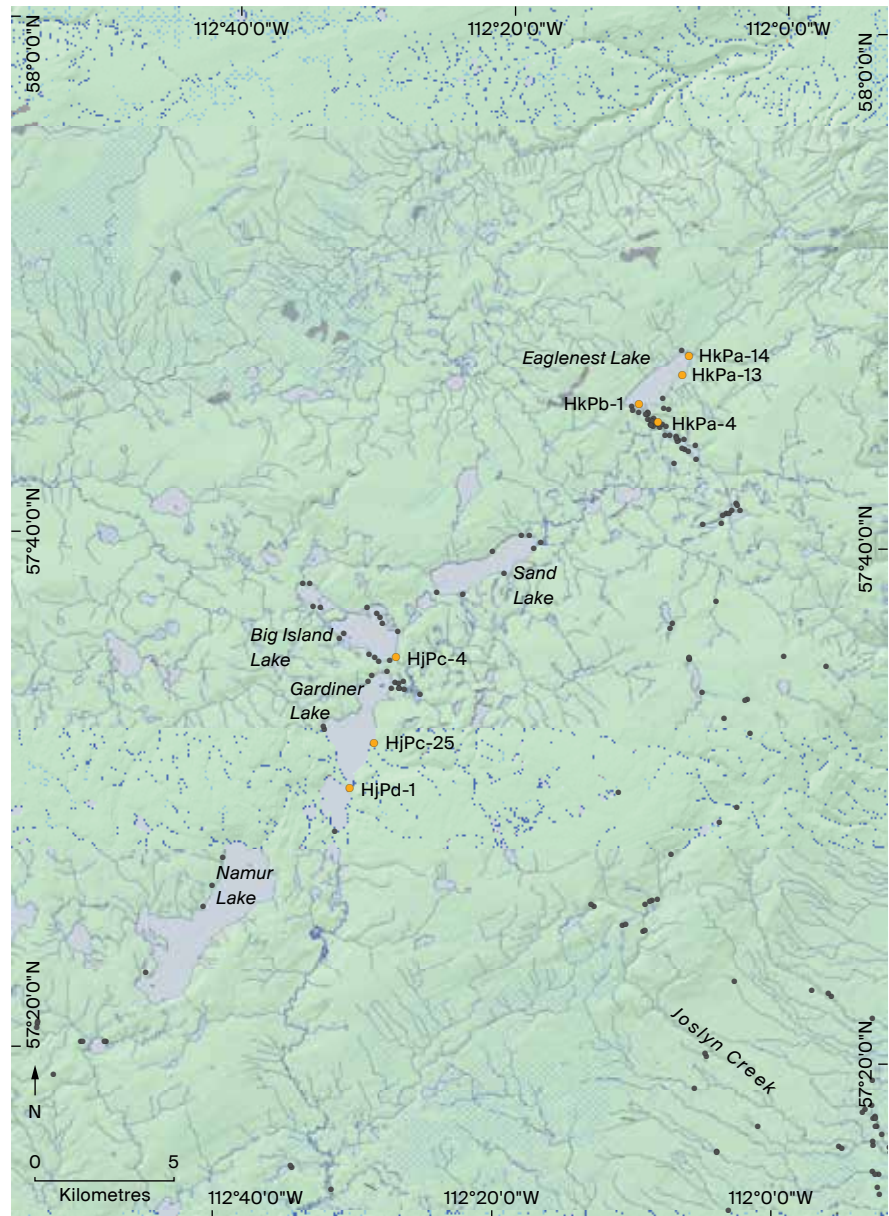 112°40'0"W
112°20'0"W
112°0'0"W
58°0'0"N
58°0'0"N
Eaglenest Lake
HkPa-14
HkPa-13
HkPb-1
HkPa-4
57°40'0"N
57°40'0"N
Sand
Lake
Big Island
Lake
HjPc-4
Gardiner
Lake
HjPc-25
HjPd-1
Namur
Lake
57°20'0"N
57°20'0"N
Joslyn Creek
N
0 5
Kilometres
112°40'0"W
112°20'0"W
112°0'0"W